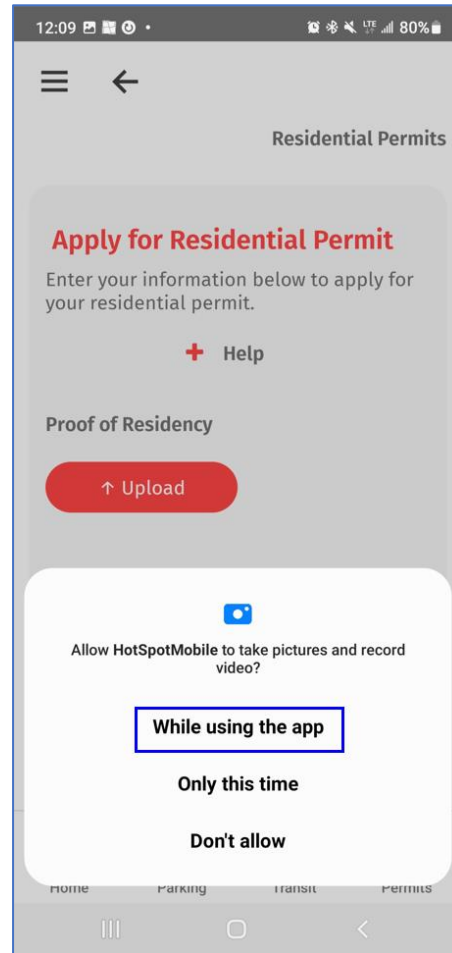 12:09
LTE
80%
Residential Permits
Apply for Residential Permit
Enter your information below to apply for
your residential permit.
+ Help
Proof of Residency
↑ Upload
Allow HotSpotMobile to take pictures and record
video?
While using the app
Only this time
Don't allow
Home Parking Transit Permits